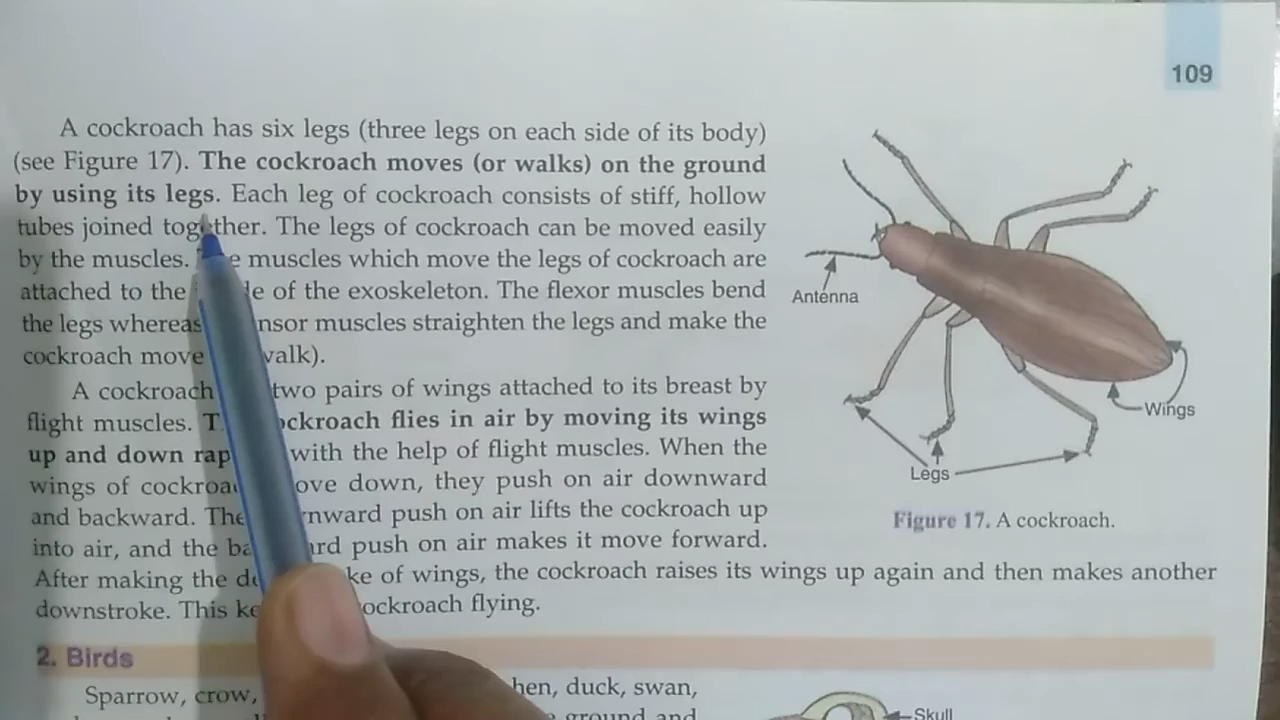 109
A cockroach has six legs (three legs on each side of its body)
(see Figure 17). The cockroach moves (or walks) on the ground
by using its legs. Each leg of cockroach consists of stiff, hollow
tubes joined together. The legs of cockroach can be moved easily
by the muscles. muscles which move the legs of cockroach are
attached to the of the exoskeleton. The flexor muscles bend
the legs whereas muscles straighten the legs and make the
cockroach move walk).
A cockroach two pairs of wings attached to its breast by
flight muscles. cockroach flies in air by moving its wings
up and down with the help of flight muscles. When the
wings of cockroach move down, they push on air downward
and backward. The downward push on air lifts the cockroach up
into air, and the backward push on air makes it move forward.
After making the downstroke of wings, the cockroach raises its wings up again and then makes another
downstroke. This cockroach flying.
Antenna
Wings
Legs
Figure 17. A cockroach.
2. Birds
Sparrow, crow, hen, duck, swan,
ground and
Skull